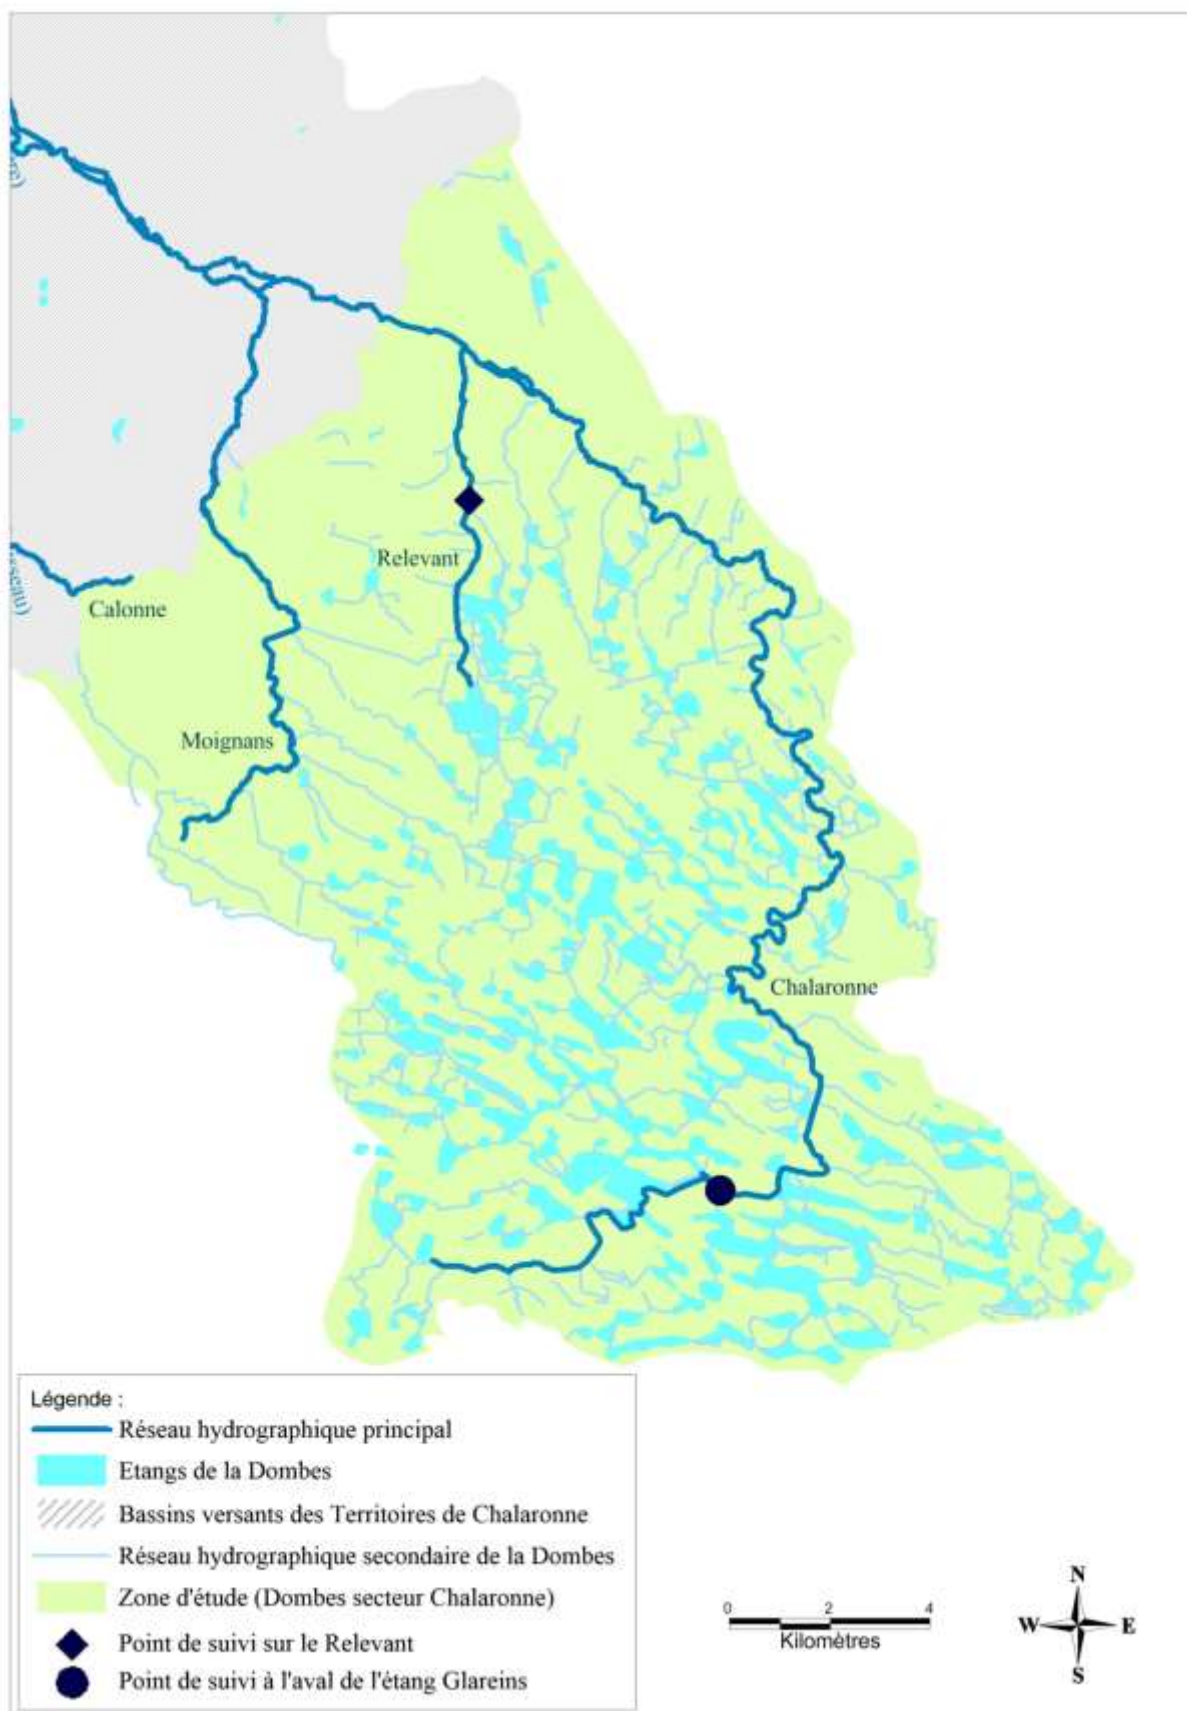 Relevant
Calonne
Moignans
Chalaronne
Légende :
Réseau hydrographique principal
Etangs de la Dombes
Bassins versants des Territoires de Chalaronne
Réseau hydrographique secondaire de la Dombes
Zone d'étude (Dombes secteur Chalaronne)
Point de suivi sur le Relevant
Point de suivi à l'aval de l'étang Glareins
0 2 4
Kilomètres
N
W E
S